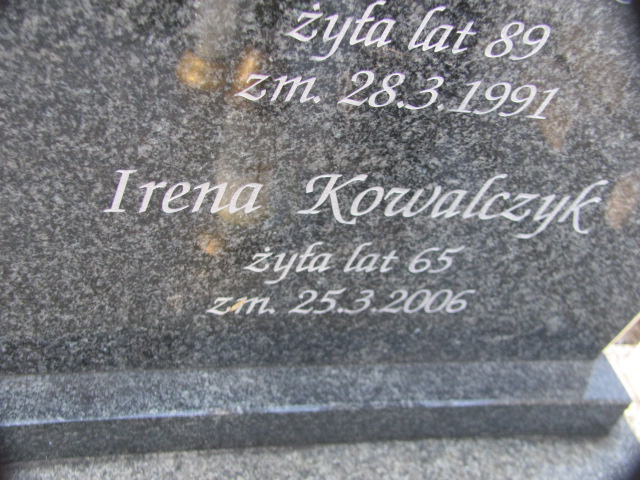 żyła lat 89
zm. 28.3.1991
Irena Kowalczyk
żyła lat 65
zm. 25.3.2006